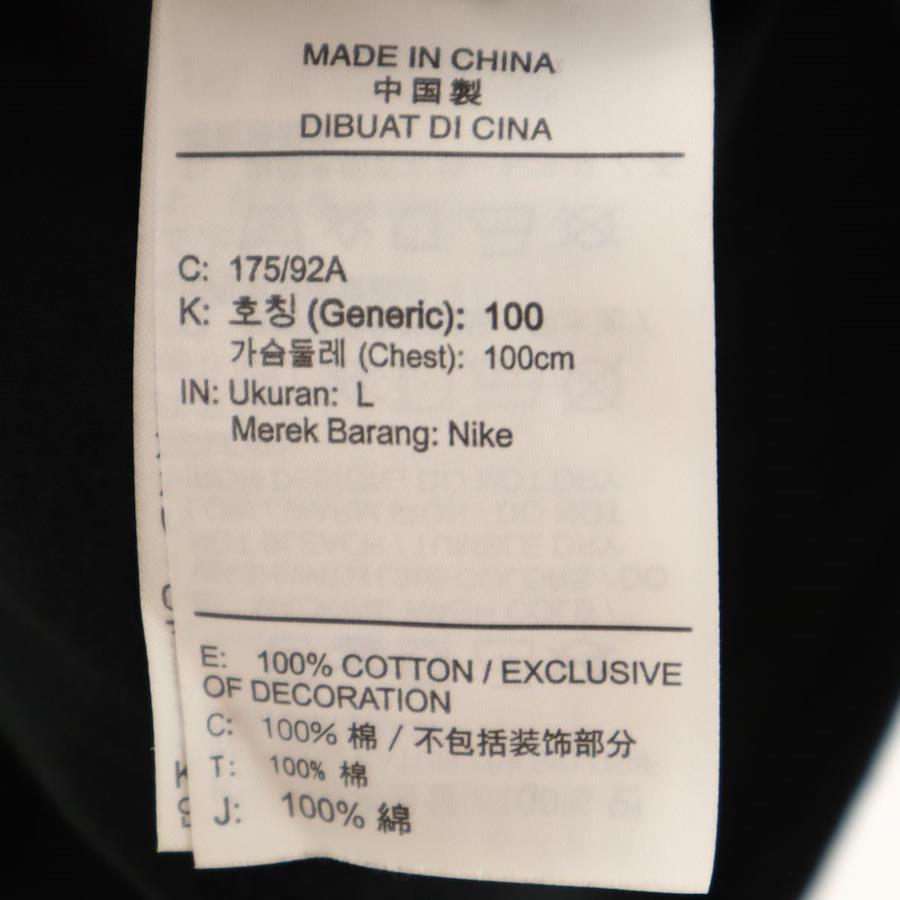 MADE IN CHINA
中国製
DIBUAT DI CINA
C: 175/92A
K: 호칭 (Generic): 100
가슴둘레 (Chest): 100cm
IN: Ukuran: L
Merek Barang: Nike
E: 100% COTTON / EXCLUSIVE
OF DECORATION
C: 100% 棉 / 不包括装饰部分
T: 100% 棉
J: 100% 綿